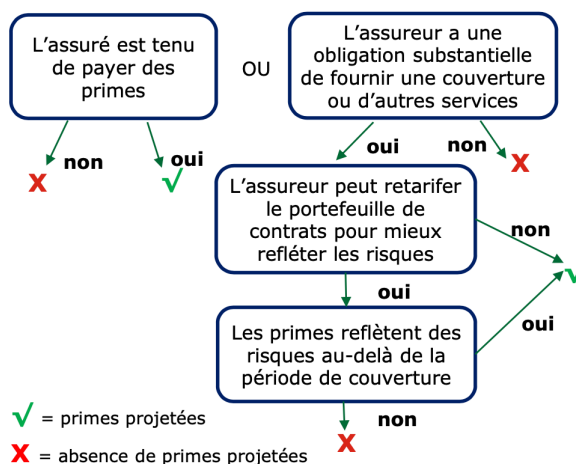 L'assuré est tenu
de payer des
primes
OU
L'assureur a une
obligation substantielle
de fournir une couverture
ou d'autres services
non
oui
X
√
oui
non
X
L'assureur peut retarifer
le portefeuille de
contrats pour mieux
refléter les risques
non
√
oui
oui
Les primes reflètent des
risques au-delà de la
période de couverture
non
X
√ = primes projetées
X = absence de primes projetées